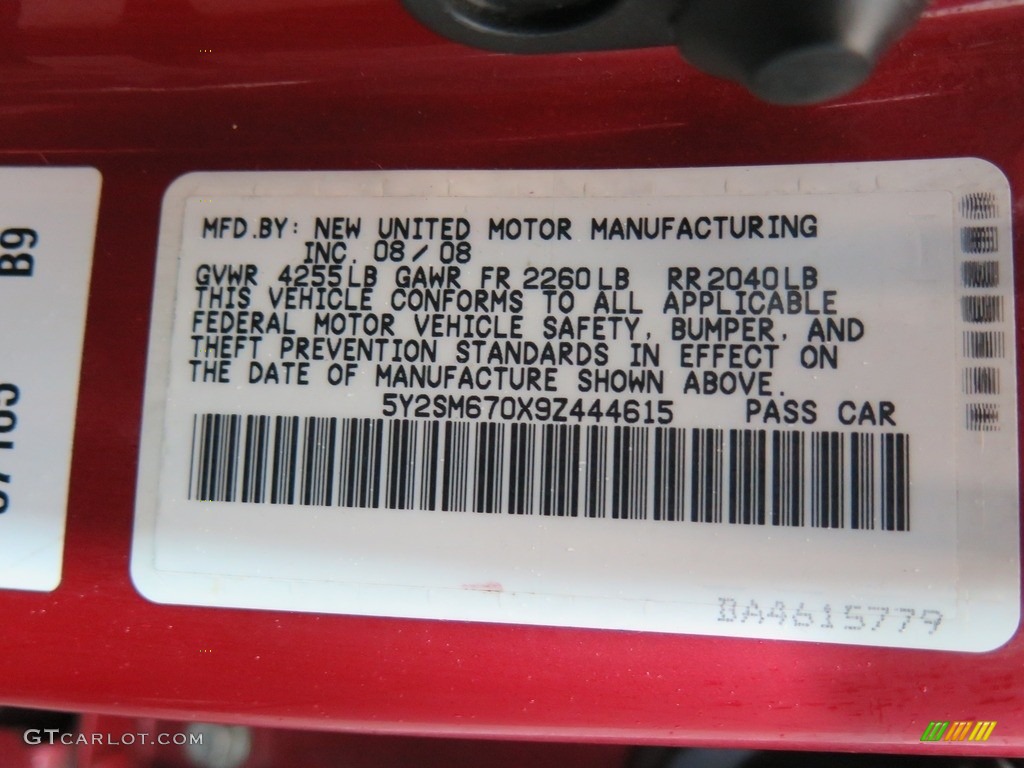 B9
MFD.BY: NEW UNITED MOTOR MANUFACTURING
INC. 08/08
GVWR 4255LB GAWR FR 2260LB RR 2040LB
THIS VEHICLE CONFORMS TO ALL APPLICABLE
FEDERAL MOTOR VEHICLE SAFETY, BUMPER, AND
THEFT PREVENTION STANDARDS IN EFFECT ON
THE DATE OF MANUFACTURE SHOWN ABOVE.
5Y2SM670X9Z444615 PASS CAR
BA4615779
GTCARLOT.COM